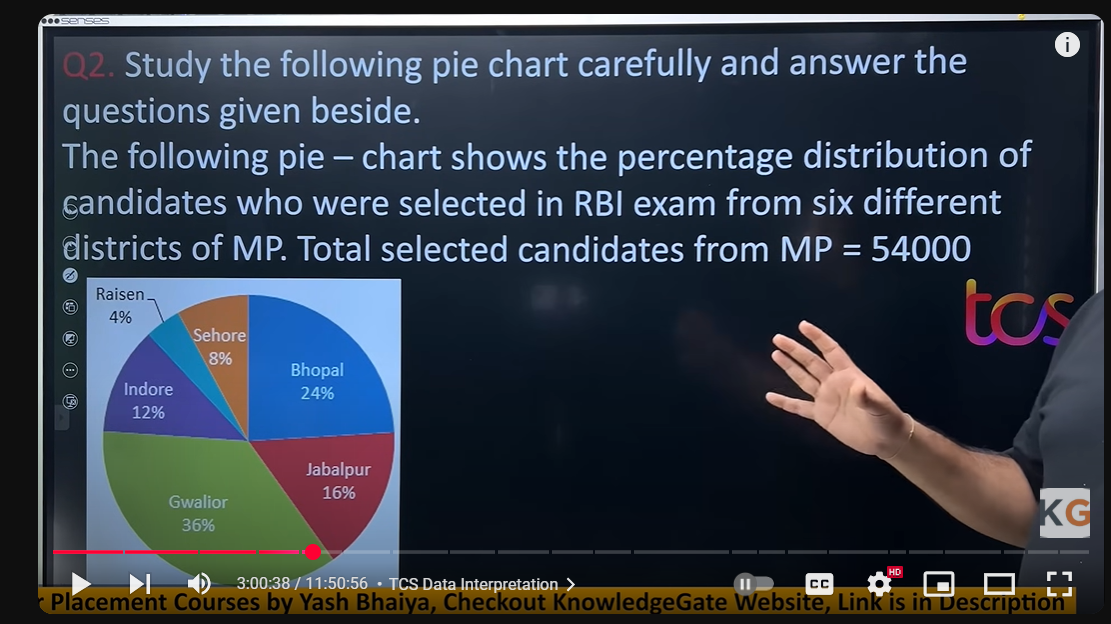 senses
Q2. Study the following pie chart carefully and answer the
questions given beside.
The following pie – chart shows the percentage distribution of
candidates who were selected in RBI exam from six different
districts of MP. Total selected candidates from MP = 54000
Raisen
4%
Sehore
8%
Bhopal
24%
Indore
12%
Jabalpur
16%
Gwalior
36%
tcs
KG
HD
CC
3:00:38 / 11:50:56 • TCS Data Interpretation
Placement Courses by Yash Bhaiya, Checkout KnowledgeGate Website, Link is in Description